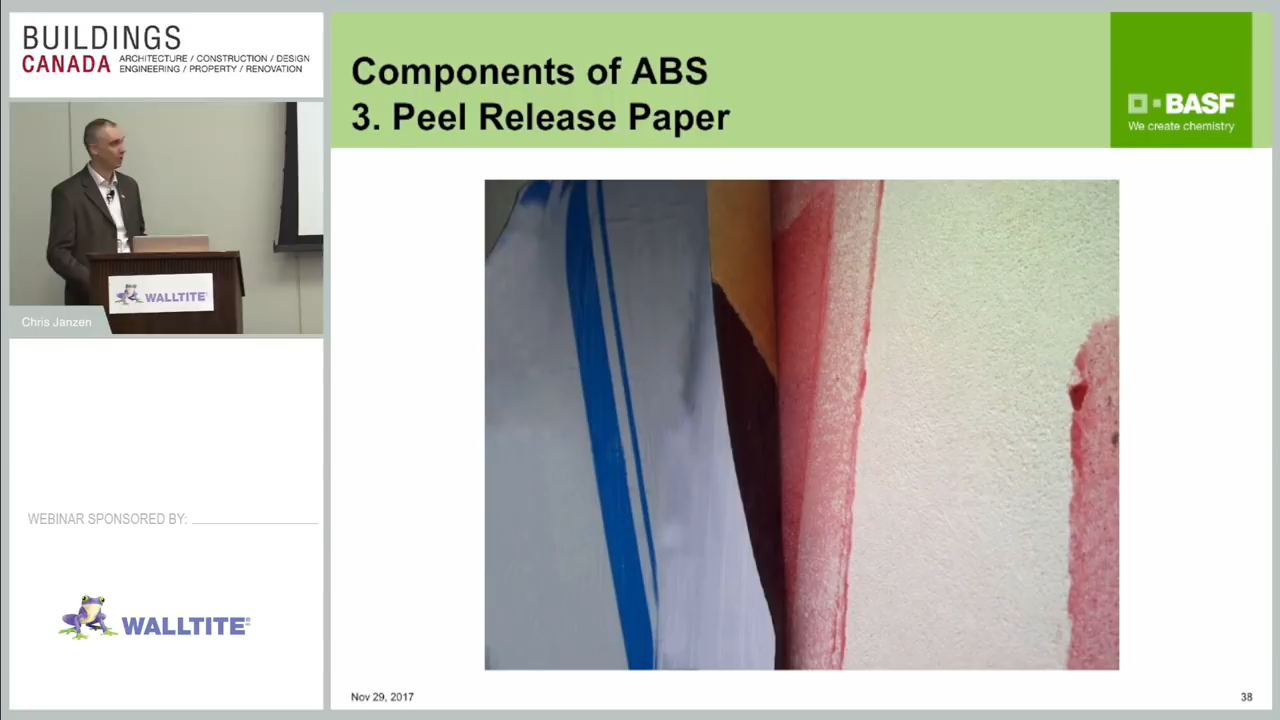 BUILDINGS
CANADA
ARCHITECTURE / CONSTRUCTION / DESIGN
ENGINEERING / PROPERTY / RENOVATION
WALLTITE
Chris Janzen
WEBINAR SPONSORED BY:
WALLTITE
Components of ABS
3. Peel Release Paper
BASF
We create chemistry
Nov 29, 2017
38